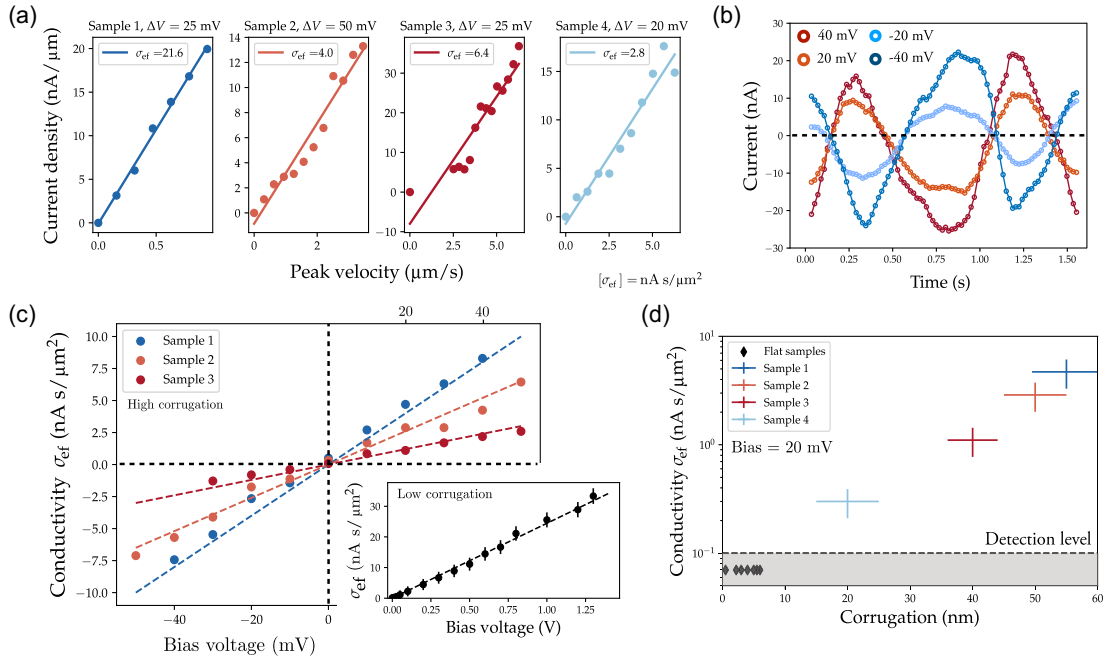 (a)
Sample 1, ΔV = 25 mV
Sample 2, ΔV = 50 mV
Sample 3, ΔV = 25 mV
Sample 4, ΔV = 20 mV
σef =21.6
σef =4.0
σef =6.4
σef =2.8
Current density (nA/μm)
20
15
10
5
0
0.0
0.5
14
12
10
8
6
4
2
0
0
2
30
20
10
0
−10
0.0
2.5
5.0
15
10
5
0
0.0
2.5
5.0
Peak velocity (μm/s)
[σef] = nA s/μm²
(b)
40 mV
20 mV
-20 mV
-40 mV
Current (nA)
30
20
10
0
−10
−20
−30
0.00
0.25
0.50
0.75
1.00
1.25
1.50
Time (s)
(c)
20
40
Sample 1
Sample 2
Sample 3
High corrugation
Conductivity σef (nA s/μm²)
10.0
7.5
5.0
2.5
0.0
−2.5
−5.0
−7.5
−10.0
−40
−20
0
Bias voltage (mV)
Low corrugation
σef (nA s/μm²)
30
20
10
0
0.00
0.25
0.50
0.75
1.00
1.25
Bias voltage (V)
(d)
Flat samples
Sample 1
Sample 2
Sample 3
Sample 4
Bias = 20 mV
Detection level
Conductivity σef (nA s/μm²)
10¹
10⁰
10⁻¹
0
10
20
30
40
50
60
Corrugation (nm)